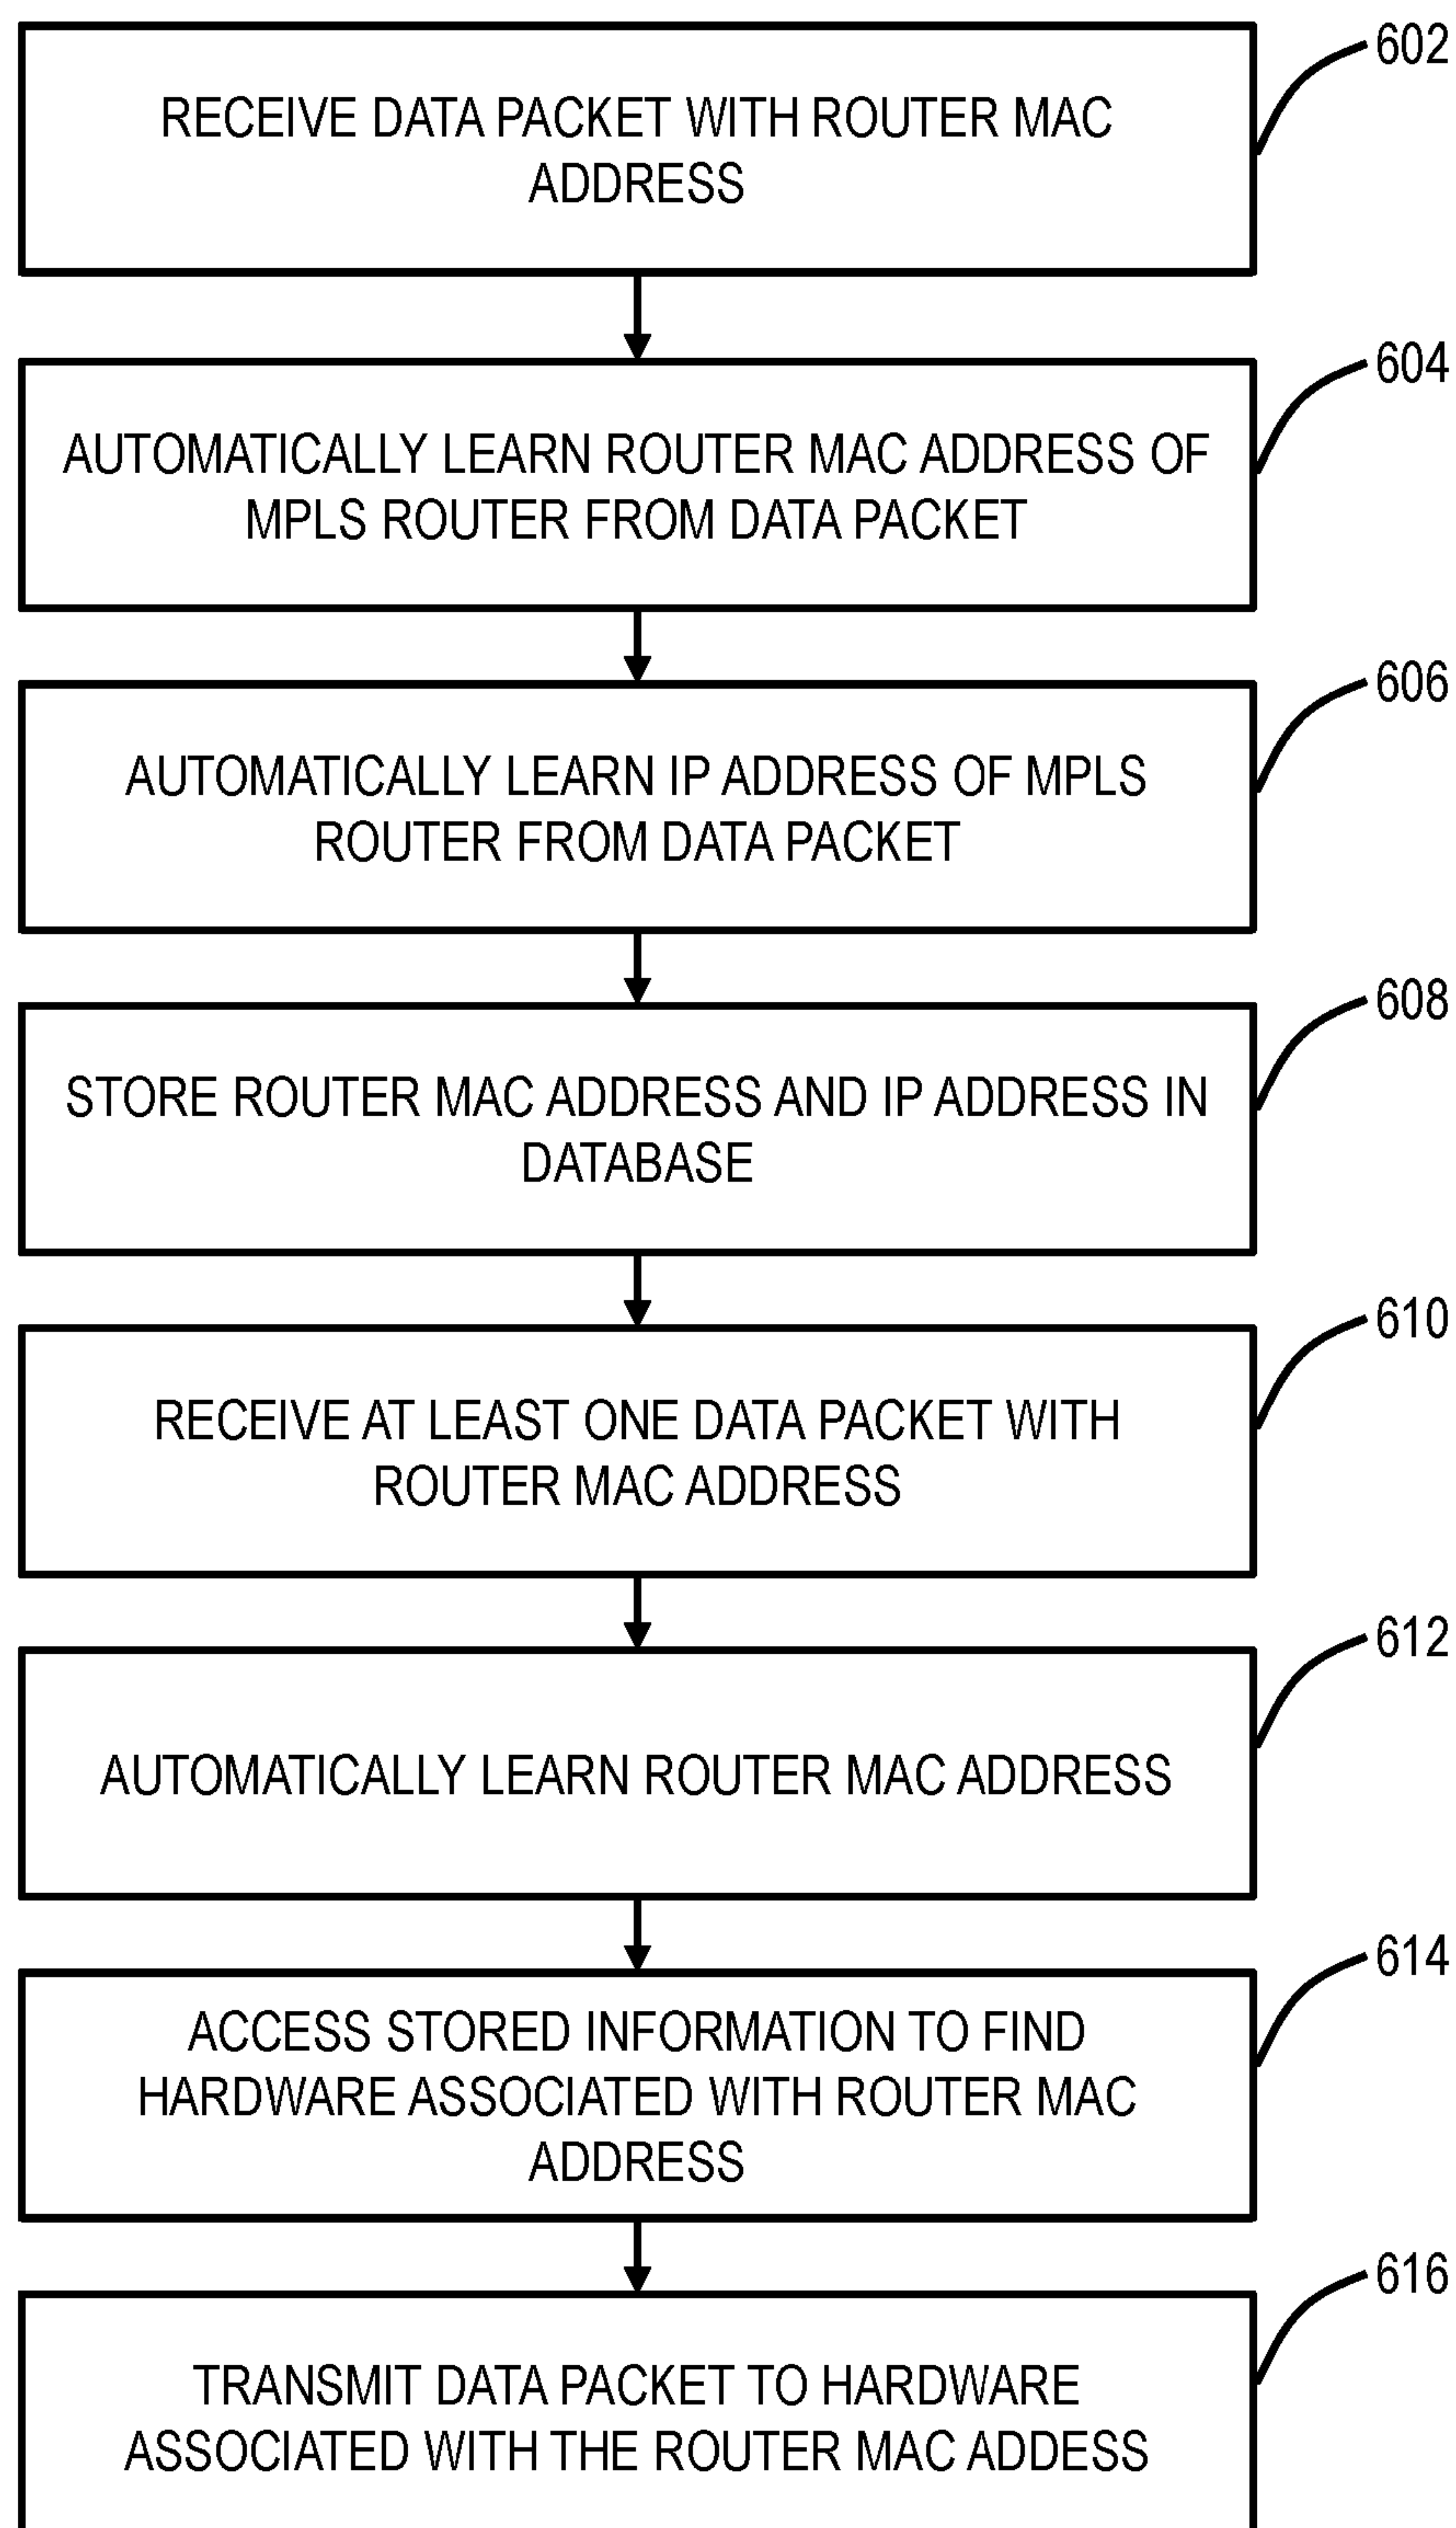 602
RECEIVE DATA PACKET WITH ROUTER MAC
ADDRESS
604
AUTOMATICALLY LEARN ROUTER MAC ADDRESS OF
MPLS ROUTER FROM DATA PACKET
606
AUTOMATICALLY LEARN IP ADDRESS OF MPLS
ROUTER FROM DATA PACKET
608
STORE ROUTER MAC ADDRESS AND IP ADDRESS IN
DATABASE
610
RECEIVE AT LEAST ONE DATA PACKET WITH
ROUTER MAC ADDRESS
612
AUTOMATICALLY LEARN ROUTER MAC ADDRESS
614
ACCESS STORED INFORMATION TO FIND
HARDWARE ASSOCIATED WITH ROUTER MAC
ADDRESS
616
TRANSMIT DATA PACKET TO HARDWARE
ASSOCIATED WITH THE ROUTER MAC ADDESS